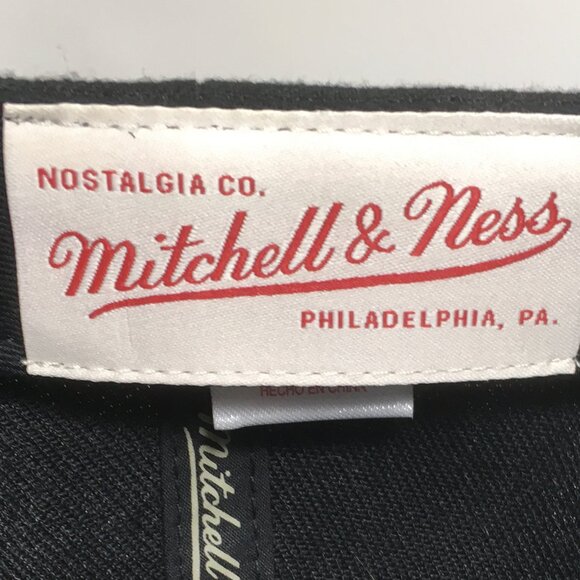 NOSTALGIA CO.
Mitchell & Ness
PHILADELPHIA, PA.
HECHO EN CHINA
Mitchell